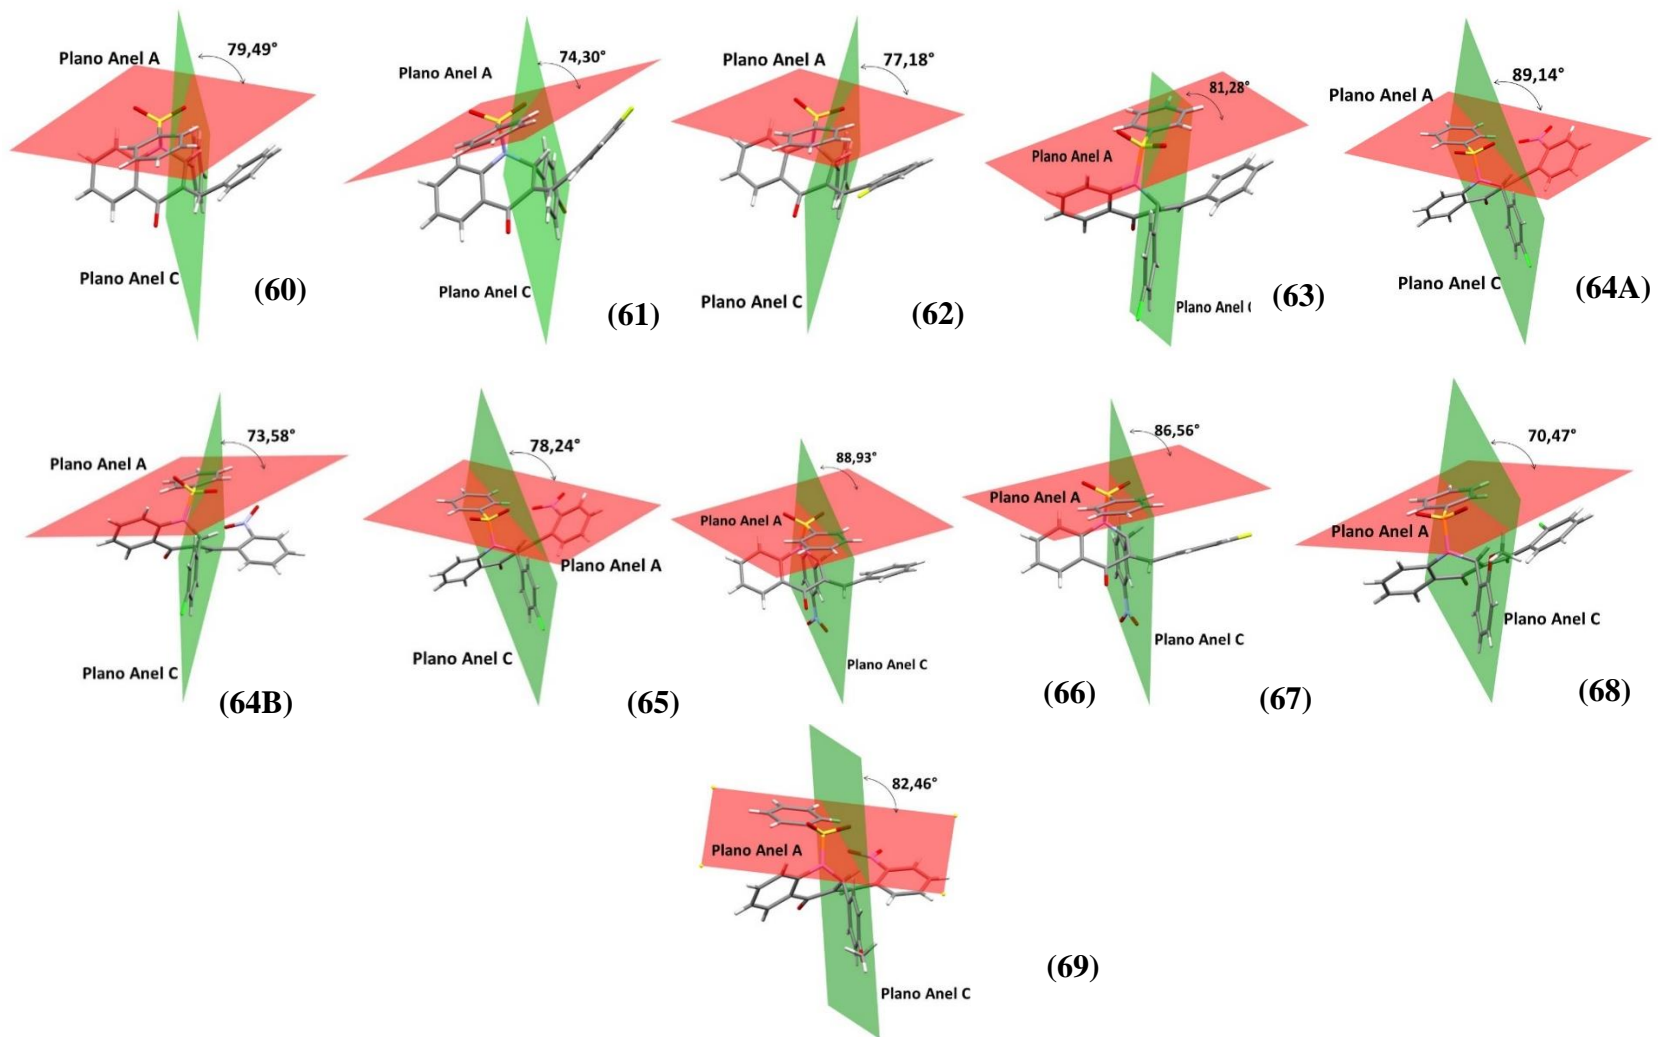 Plano Anel A
79,49°
Plano Anel C
(60)
Plano Anel A
74,30°
Plano Anel C
(61)
Plano Anel A
77,18°
Plano Anel C
(62)
81,28°
Plano Anel A
Plano Anel (
(63)
89,14°
Plano Anel A
Plano Anel C
(64A)
73,58°
Plano Anel A
Plano Anel C
(64B)
78,24°
Plano Anel A
Plano Anel C
(65)
88,93°
Plano Anel A
Plano Anel C
(66)
86,56°
Plano Anel A
Plano Anel C
(67)
70,47°
Plano Anel A
Plano Anel C
(68)
82,46°
Plano Anel A
Plano Anel C
(69)